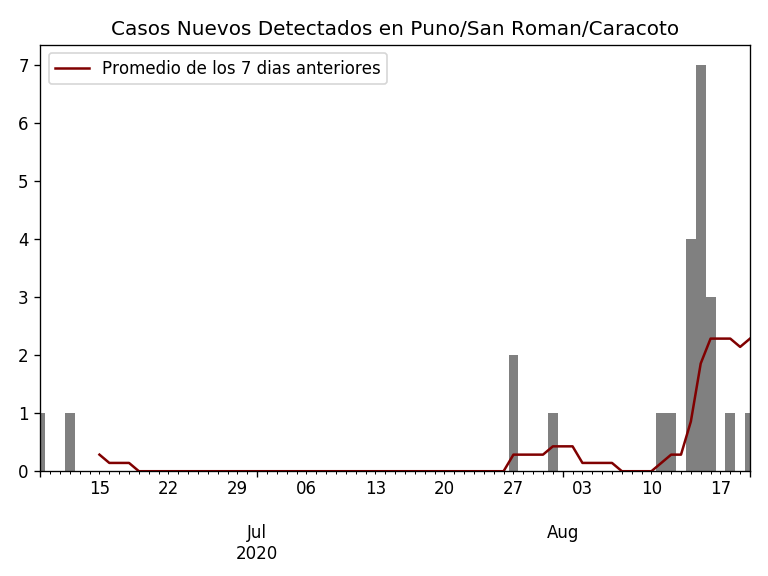 Casos Nuevos Detectados en Puno/San Roman/Caracoto
Promedio de los 7 dias anteriores
7
6
5
4
3
2
1
0
15 22 29 06 13 20 27 03 10 17
Jul Aug
2020